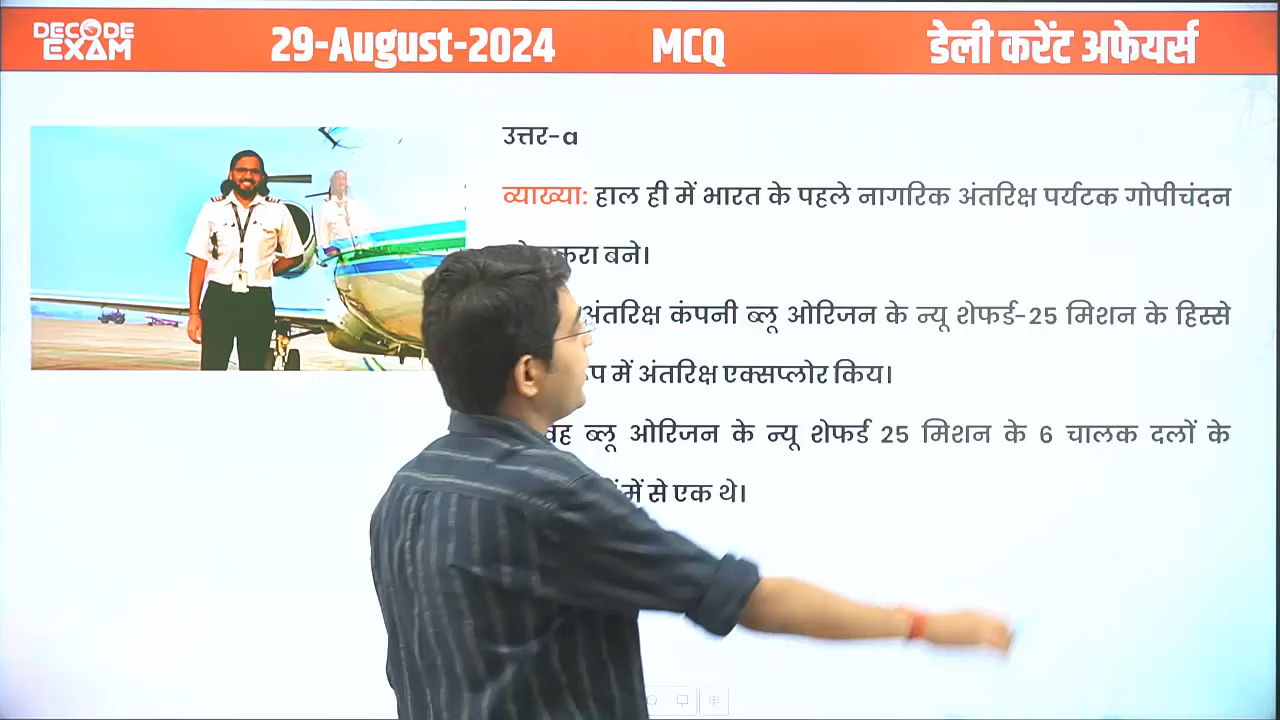 DECODE
EXAM
29-August-2024
MCQ
डेली करेंट अफेयर्स
उत्तर-a
व्याख्या: हाल ही में भारत के पहले नागरिक अंतरिक्ष पर्यटक गोपीचंदन
बने।
अंतरिक्ष कंपनी ब्लू ओरिजन के न्यू शेफर्ड-25 मिशन के हिस्से
में अंतरिक्ष एक्सप्लोर किय।
वह ब्लू ओरिजन के न्यू शेफर्ड 25 मिशन के 6 चालक दलों के
में से एक थे।